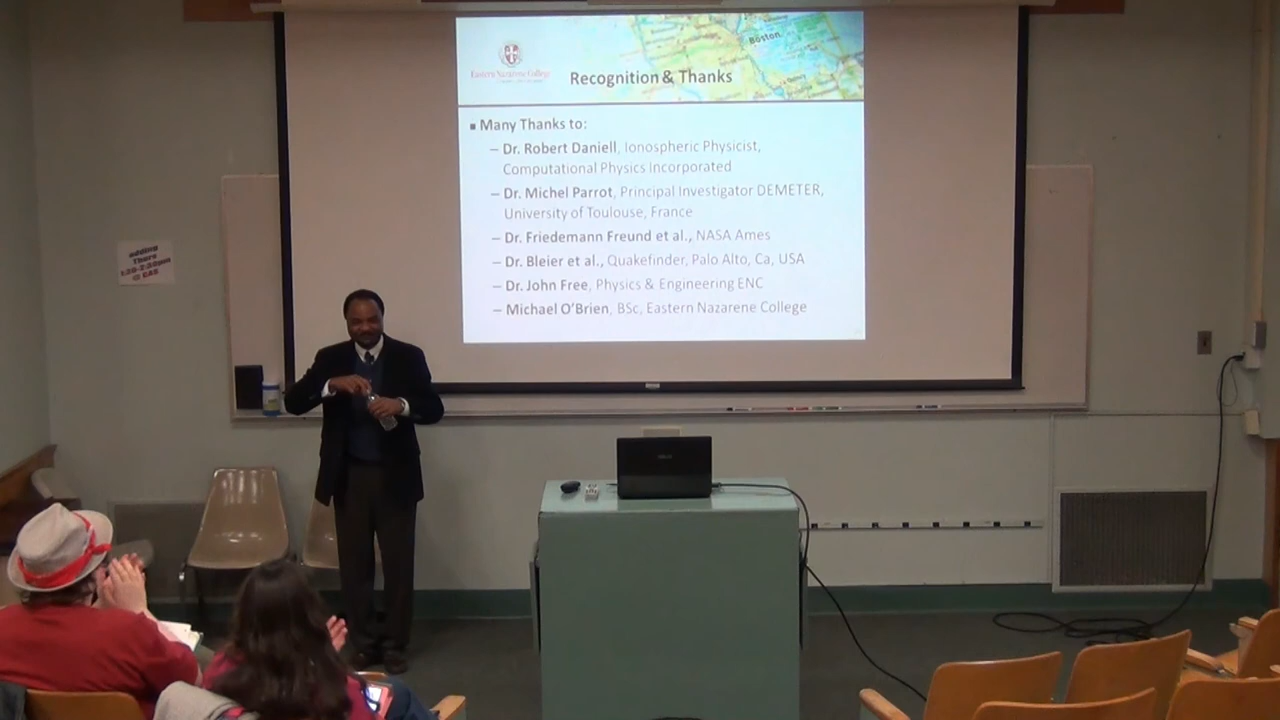 Boston
Eastern Nazarene College
Recognition & Thanks
■ Many Thanks to:
– Dr. Robert Daniell, Ionospheric Physicist,
Computational Physics Incorporated
– Dr. Michel Parrot, Principal Investigator DEMETER,
University of Toulouse, France
– Dr. Friedemann Freund et al., NASA Ames
– Dr. Bleier et al., Quakefinder, Palo Alto, Ca, USA
– Dr. John Free, Physics & Engineering ENC
– Michael O'Brien, BSc, Eastern Nazarene College
Thurs
@ EAS